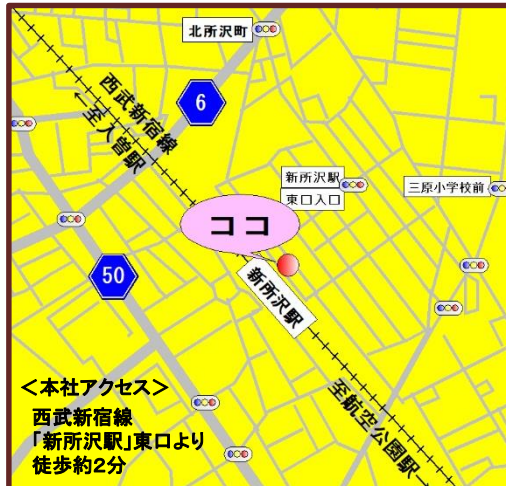 北所沢町
西武新宿線
←至入曽駅
6
新所沢駅
東口入口
三原小学校前
ココ
50
新所沢駅
至航空公園駅→
＜本社アクセス＞
西武新宿線
「新所沢駅」東口より
徒歩約2分